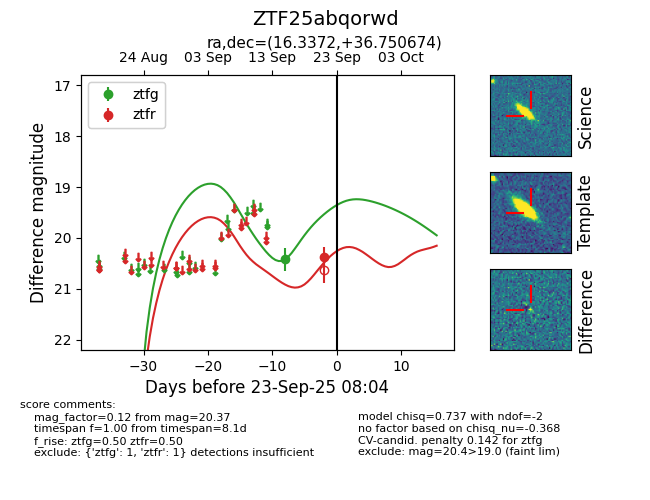 ZTF25abqorwd
ra,dec=(16.3372,+36.750674)
24 Aug 03 Sep 13 Sep 23 Sep 03 Oct
ztfg
ztfr
17
18
19
20
21
22
Difference magnitude
−30 −20 −10 0 10
Days before 23-Sep-25 08:04
Science
Template
Difference
score comments:
mag_factor=0.12 from mag=20.37
timespan f=1.00 from timespan=8.1d
f_rise: ztfg=0.50 ztfr=0.50
exclude: {'ztfg': 1, 'ztfr': 1} detections insufficient
model chisq=0.737 with ndof=-2
no factor based on chisq_nu=-0.368
CV-candid. penalty 0.142 for ztfg
exclude: mag=20.4>19.0 (faint lim)